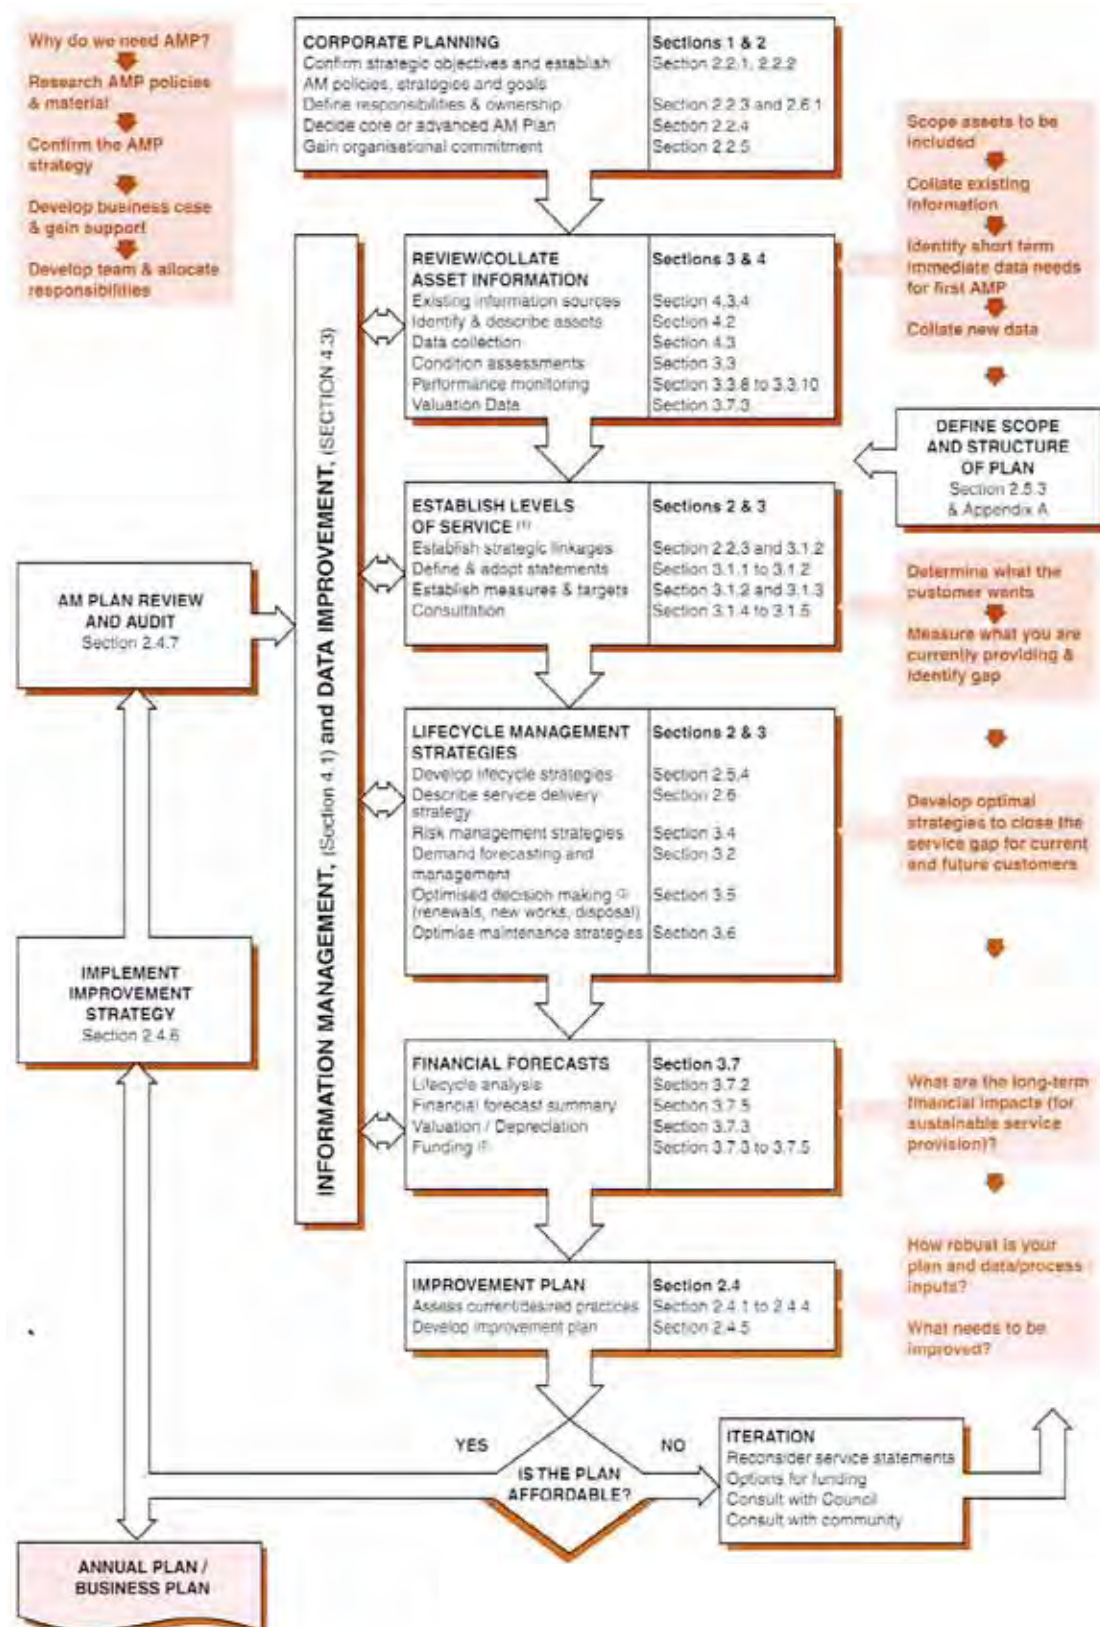 Why do we need AMP?
Research AMP policies
& material
Confirm the AMP
strategy
Develop business case
& gain support
Develop team & allocate
responsibilities
CORPORATE PLANNING Sections 1 & 2
Confirm strategic objectives and establish Section 2.2.1, 2.2.2
AM policies, strategies and goals
Define responsibilities & ownership Section 2.2.3 and 2.6.1
Decide core or advanced AM Plan Section 2.2.4
Gain organisational commitment Section 2.2.5
Scope assets to be
included
Collate existing
information
Identify short term
immediate data needs
for first AMP
Collate new data
REVIEW/COLLATE Sections 3 & 4
ASSET INFORMATION
Existing information sources Section 4.3.4
Identify & describe assets Section 4.2
Data collection Section 4.3
Condition assessments Section 3.3
Performance monitoring Section 3.3.8 to 3.3.10
Valuation Data Section 3.7.3
DEFINE SCOPE
AND STRUCTURE
OF PLAN
Section 2.5.3
& Appendix A
INFORMATION MANAGEMENT, (Section 4.1) and DATA IMPROVEMENT, (SECTION 4.3)
ESTABLISH LEVELS Sections 2 & 3
OF SERVICE (1)
Establish strategic linkages Section 2.2.3 and 3.1.2
Define & adopt statements Section 3.1.1 to 3.1.2
Establish measures & targets Section 3.1.2 and 3.1.3
Consultation Section 3.1.4 to 3.1.5
Determine what the
customer wants
Measure what you are
currently providing &
Identify gap
AM PLAN REVIEW
AND AUDIT
Section 2.4.7
LIFECYCLE MANAGEMENT Sections 2 & 3
STRATEGIES
Develop lifecycle strategies Section 2.5.4
Describe service delivery Section 2.6
strategy
Risk management strategies Section 3.4
Demand forecasting and Section 3.2
management
Optimised decision making Section 3.5
(renewals, new works, disposal)
Optimise maintenance strategies Section 3.6
Develop optimal
strategies to close the
service gap for current
and future customers
IMPLEMENT
IMPROVEMENT
STRATEGY
Section 2.4.6
FINANCIAL FORECASTS Section 3.7
Lifecycle analysis Section 3.7.2
Financial forecast summary Section 3.7.5
Valuation / Depreciation Section 3.7.3
Funding Section 3.7.3 to 3.7.5
What are the long-term
financial impacts (for
sustainable service
provision)?
IMPROVEMENT PLAN Section 2.4
Assess current/desired practices Section 2.4.1 to 2.4.4
Develop improvement plan Section 2.4.5
How robust is your
plan and data/process
inputs?
What needs to be
improved?
YES
IS THE PLAN
AFFORDABLE?
NO
ITERATION
Reconsider service statements
Options for funding
Consult with Council
Consult with community
ANNUAL PLAN /
BUSINESS PLAN